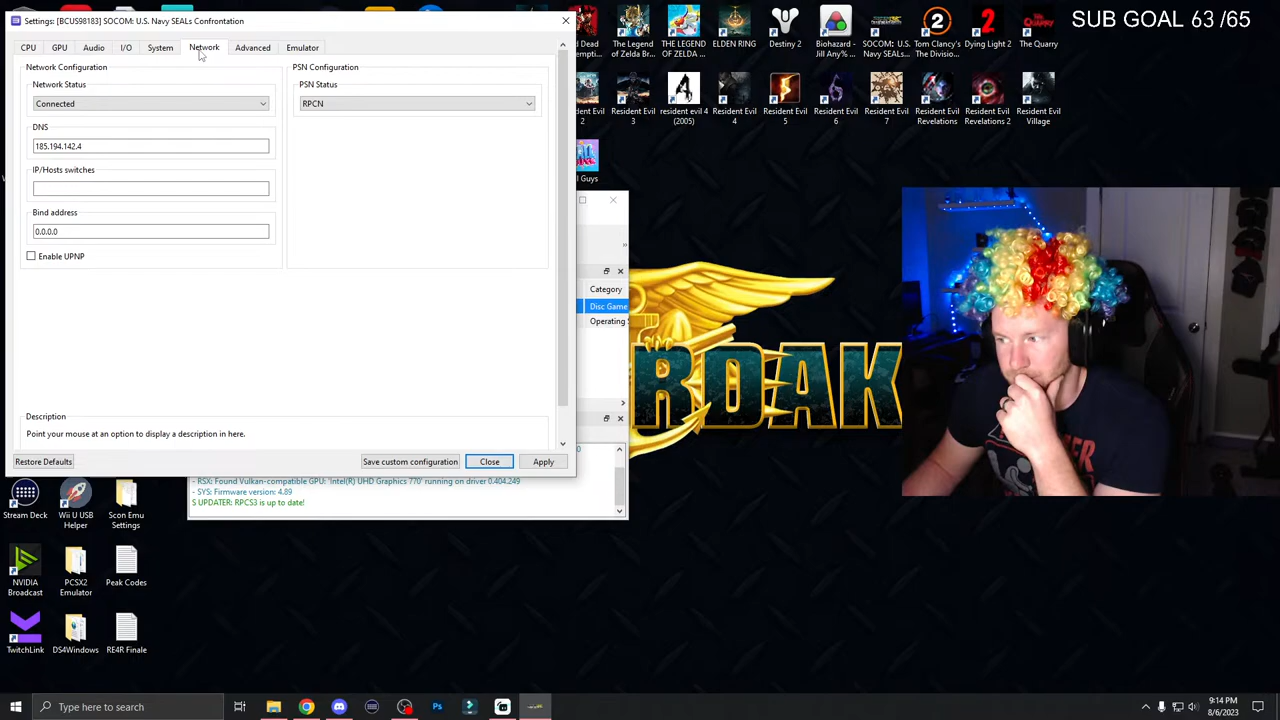 Settings: [BCUS98183] SOCOM: U.S. Navy SEALs Confrontation
SUB GOAL 63 /65
CPU GPU Audio I/O System Network Advanced Emulator
Network Configuration
Network Status
Connected
DNS
185.194.142.4
IP/Hosts switches
Bind address
0.0.0.0
Enable UPNP
PSN Configuration
PSN Status
RPCN
Description
Point your mouse at an option to display a description in here.
Restore Defaults
Save custom configuration
Close
Apply
The Legend of Zelda Br...
THE LEGEND OF ZELDA ...
ELDEN RING
Destiny 2
Biohazard - Jill Any% ...
SOCOM: U.S. Navy SEALs...
Tom Clancy's The Divisio...
Dying Light 2
The Quarry
Resident Evil 3
resident evil 4 (2005)
Resident Evil 4
Resident Evil 5
Resident Evil 6
Resident Evil 7
Resident Evil Revelations
Resident Evil Revelations 2
Resident Evil Village
Category
Disc Game
Operating
- RSX: Found Vulkan-compatible GPU: 'Intel(R) UHD Graphics 770' running on driver 0.404.249
- SYS: Firmware version: 4.89
S UPDATER: RPCS3 is up to date!
Stream Deck
Wii U USB Helper
Scon Emu Settings
NVIDIA Broadcast
PCSX2 Emulator
Peak Codes
TwitchLink
DS4Windows
RE4R Finale
Type here to search
9:14 PM
8/6/2023